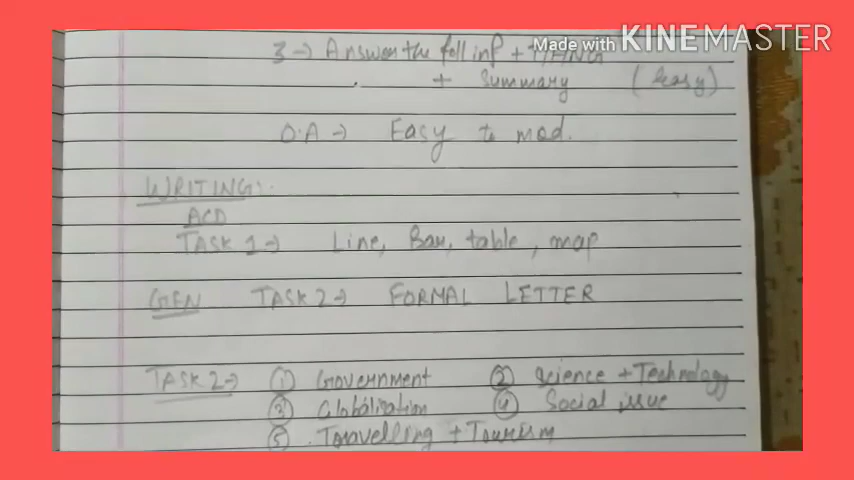 Made with KINEMASTER
3 → Answer the foll inf + T/F/NG
+ Summary (Easy)
O.A → Easy to mod.
WRITING:
ACD
TASK 1 → Line, Bar, table, map
GEN TASK 2 → FORMAL LETTER
TASK 2 → ① Government ② Science + Technology
③ Globalisation ④ Social issue
⑤ Travelling + Tourism